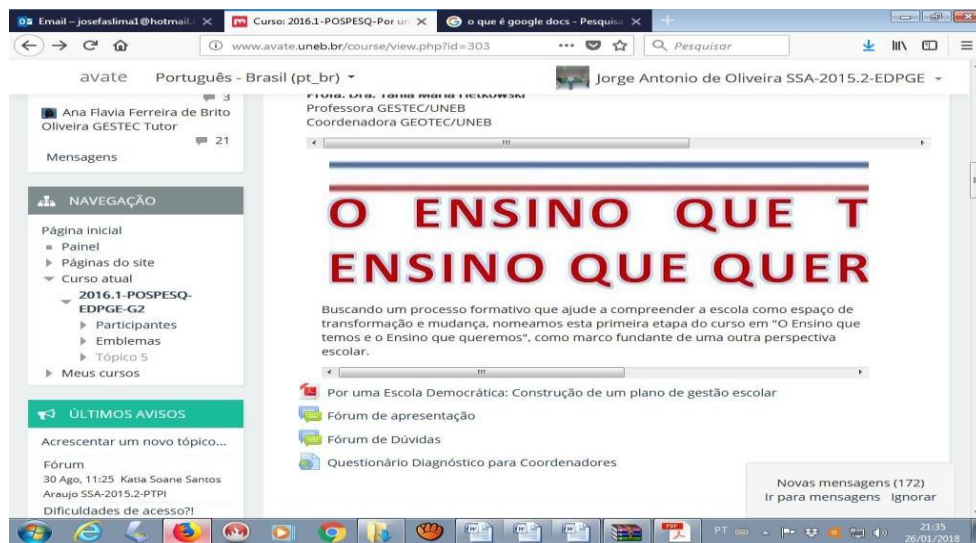 Email – josefaslima1@hotmail.
Curso: 2016.1-POSPESQ-Por un
o que é google docs - Pesquisa
www.avate.uneb.br/course/view.php?id=303
Pesquisar
avate Português - Brasil (pt_br)
Jorge Antonio de Oliveira SSA-2015.2-EDPGE
3
Ana Flavia Ferreira de Brito
Oliveira GESTEC Tutor
21
Mensagens
NAVEGAÇÃO
Página inicial
Painel
Páginas do site
Curso atual
2016.1-POSPESQ-
EDPGE-G2
Participantes
Emblemas
Tópico 5
Meus cursos
ÚLTIMOS AVISOS
Acrescentar um novo tópico...
Fórum
30 Ago, 11:25 Katia Soane Santos
Araujo SSA-2015.2-PTPI
Dificuldades de acesso?!
Profa. Dra. Tânia Maria Hetkowski
Professora GESTEC/UNEB
Coordenadora GEOTEC/UNEB
O ENSINO QUE T
ENSINO QUE QUER
Buscando um processo formativo que ajude a compreender a escola como espaço de
transformação e mudança, nomeamos esta primeira etapa do curso em "O Ensino que
temos e o Ensino que queremos", como marco fundante de uma outra perspectiva
escolar.
Por uma Escola Democrática: Construção de um plano de gestão escolar
Fórum de apresentação
Fórum de Dúvidas
Questionário Diagnóstico para Coordenadores
Novas mensagens (172)
Ir para mensagens Ignorar
PT
21:35
26/01/2018